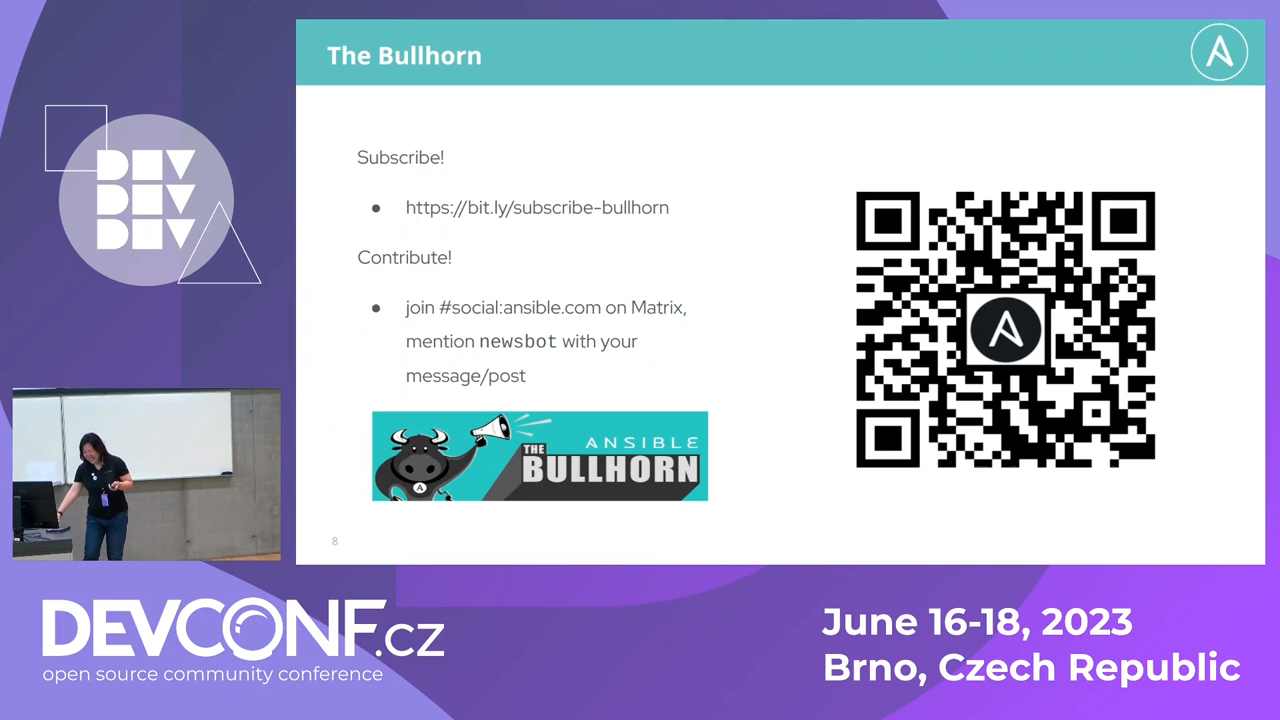 The Bullhorn
DEV
DEV
DEV
Subscribe!
● https://bit.ly/subscribe-bullhorn
Contribute!
● join #social:ansible.com on Matrix,
mention newsbot with your
message/post
ANSIBLE
THE
BULLHORN
8
DEVCONF.cz
open source community conference
June 16-18, 2023
Brno, Czech Republic